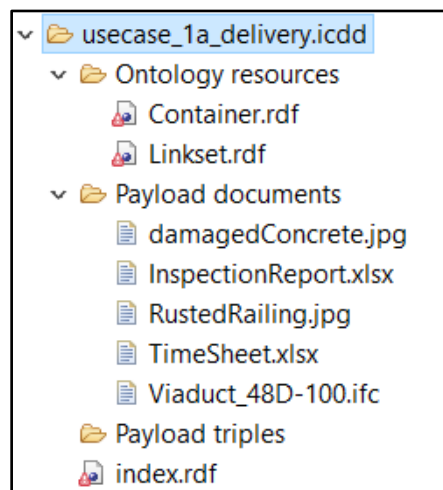 usecase_1a_delivery.icdd
Ontology resources
Container.rdf
Linkset.rdf
Payload documents
damagedConcrete.jpg
InspectionReport.xlsx
RustedRailing.jpg
TimeSheet.xlsx
Viaduct_48D-100.ifc
Payload triples
index.rdf